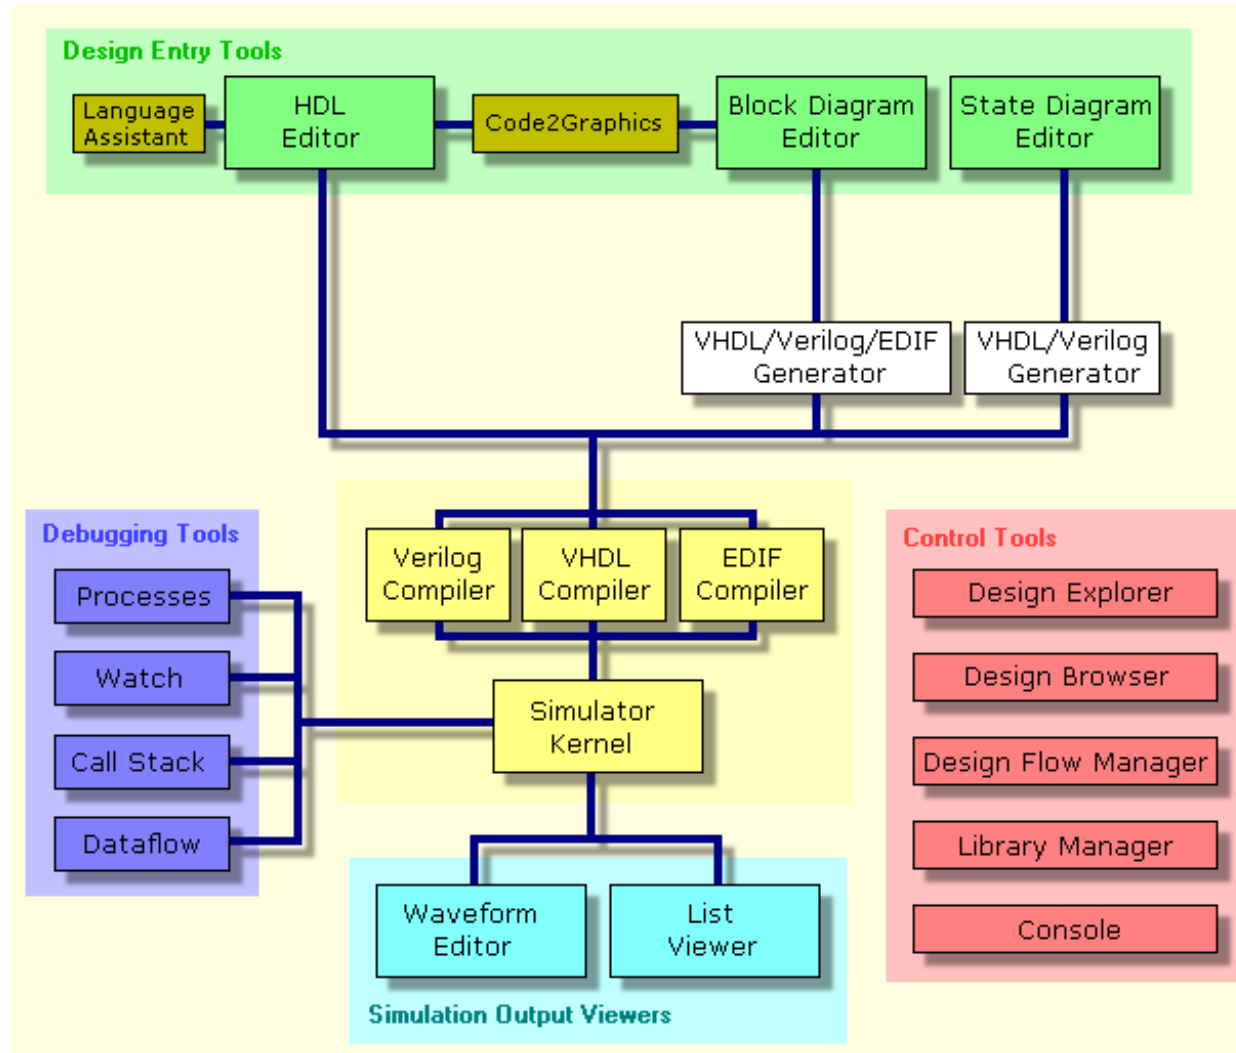 Design Entry Tools
Language
Assistant
HDL
Editor
Code2Graphics
Block Diagram
Editor
State Diagram
Editor
VHDL/Verilog/EDIF
Generator
VHDL/Verilog
Generator
Debugging Tools
Processes
Watch
Call Stack
Dataflow
Verilog
Compiler
VHDL
Compiler
EDIF
Compiler
Simulator
Kernel
Control Tools
Design Explorer
Design Browser
Design Flow Manager
Library Manager
Console
Waveform
Editor
List
Viewer
Simulation Output Viewers